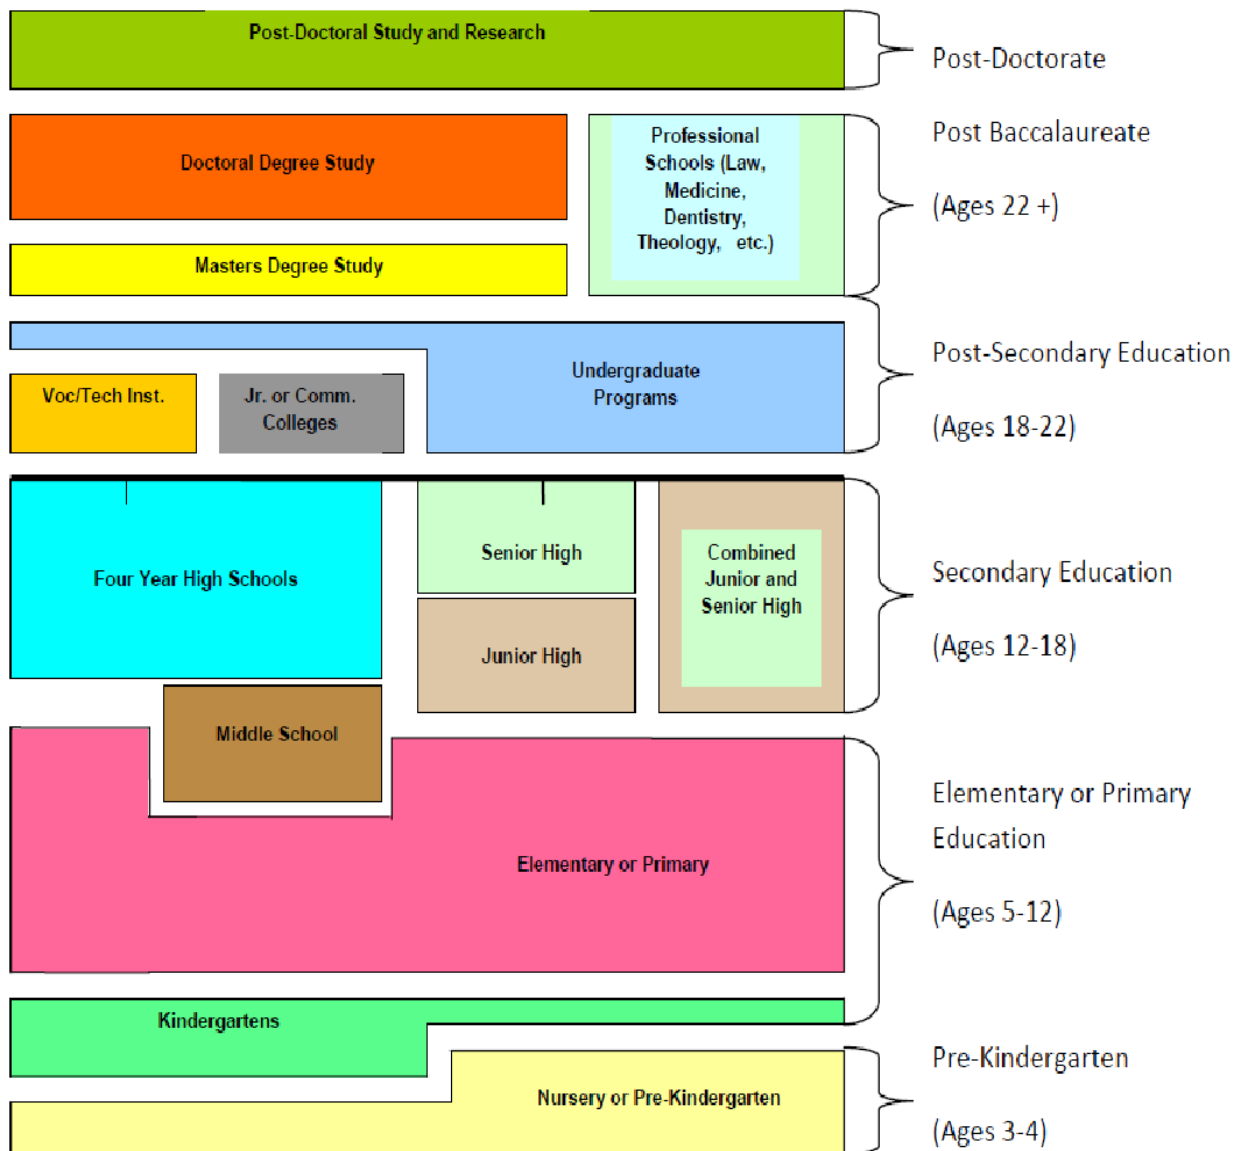 Post-Doctoral Study and Research
Post-Doctorate
Doctoral Degree Study
Professional
Schools (Law,
Medicine,
Dentistry,
Theology, etc.)
Masters Degree Study
Post Baccalaureate
(Ages 22 +)
Undergraduate
Programs
Voc/Tech Inst.
Jr. or Comm.
Colleges
Post-Secondary Education
(Ages 18-22)
Four Year High Schools
Senior High
Junior High
Combined
Junior and
Senior High
Secondary Education
(Ages 12-18)
Middle School
Elementary or Primary
Elementary or Primary
Education
(Ages 5-12)
Kindergartens
Nursery or Pre-Kindergarten
Pre-Kindergarten
(Ages 3-4)